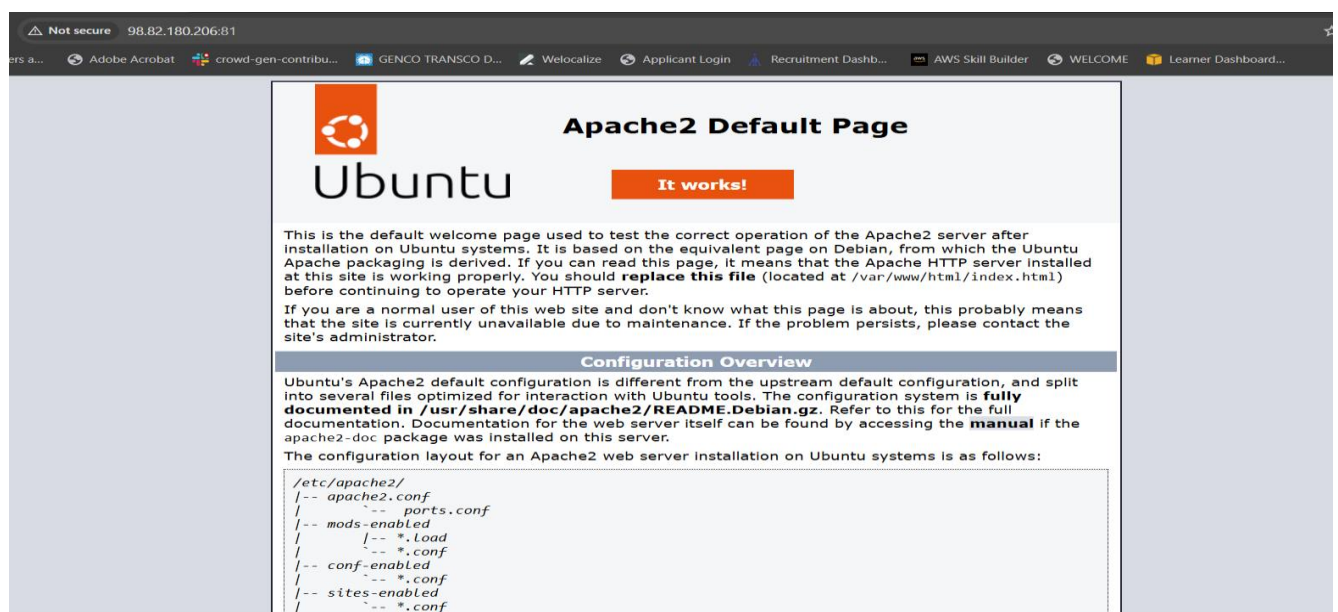 Not secure 98.82.180.206:81
ers a... Adobe Acrobat crowd-gen-contribu... GENCO TRANSCO D... Welocalize Applicant Login Recruitment Dashb... aws AWS Skill Builder WELCOME Learner Dashboard...
Apache2 Default Page
Ubuntu
It works!
This is the default welcome page used to test the correct operation of the Apache2 server after
installation on Ubuntu systems. It is based on the equivalent page on Debian, from which the Ubuntu
Apache packaging is derived. If you can read this page, it means that the Apache HTTP server installed
at this site is working properly. You should replace this file (located at /var/www/html/index.html)
before continuing to operate your HTTP server.
If you are a normal user of this web site and don't know what this page is about, this probably means
that the site is currently unavailable due to maintenance. If the problem persists, please contact the
site's administrator.
Configuration Overview
Ubuntu's Apache2 default configuration is different from the upstream default configuration, and split
into several files optimized for interaction with Ubuntu tools. The configuration system is fully
documented in /usr/share/doc/apache2/README.Debian.gz. Refer to this for the full
documentation. Documentation for the web server itself can be found by accessing the manual if the
apache2-doc package was installed on this server.
The configuration layout for an Apache2 web server installation on Ubuntu systems is as follows:
/etc/apache2/
|-- apache2.conf
|       `--  ports.conf
|-- mods-enabled
|       |-- *.load
|       `-- *.conf
|-- conf-enabled
|       `-- *.conf
|-- sites-enabled
|       `-- *.conf